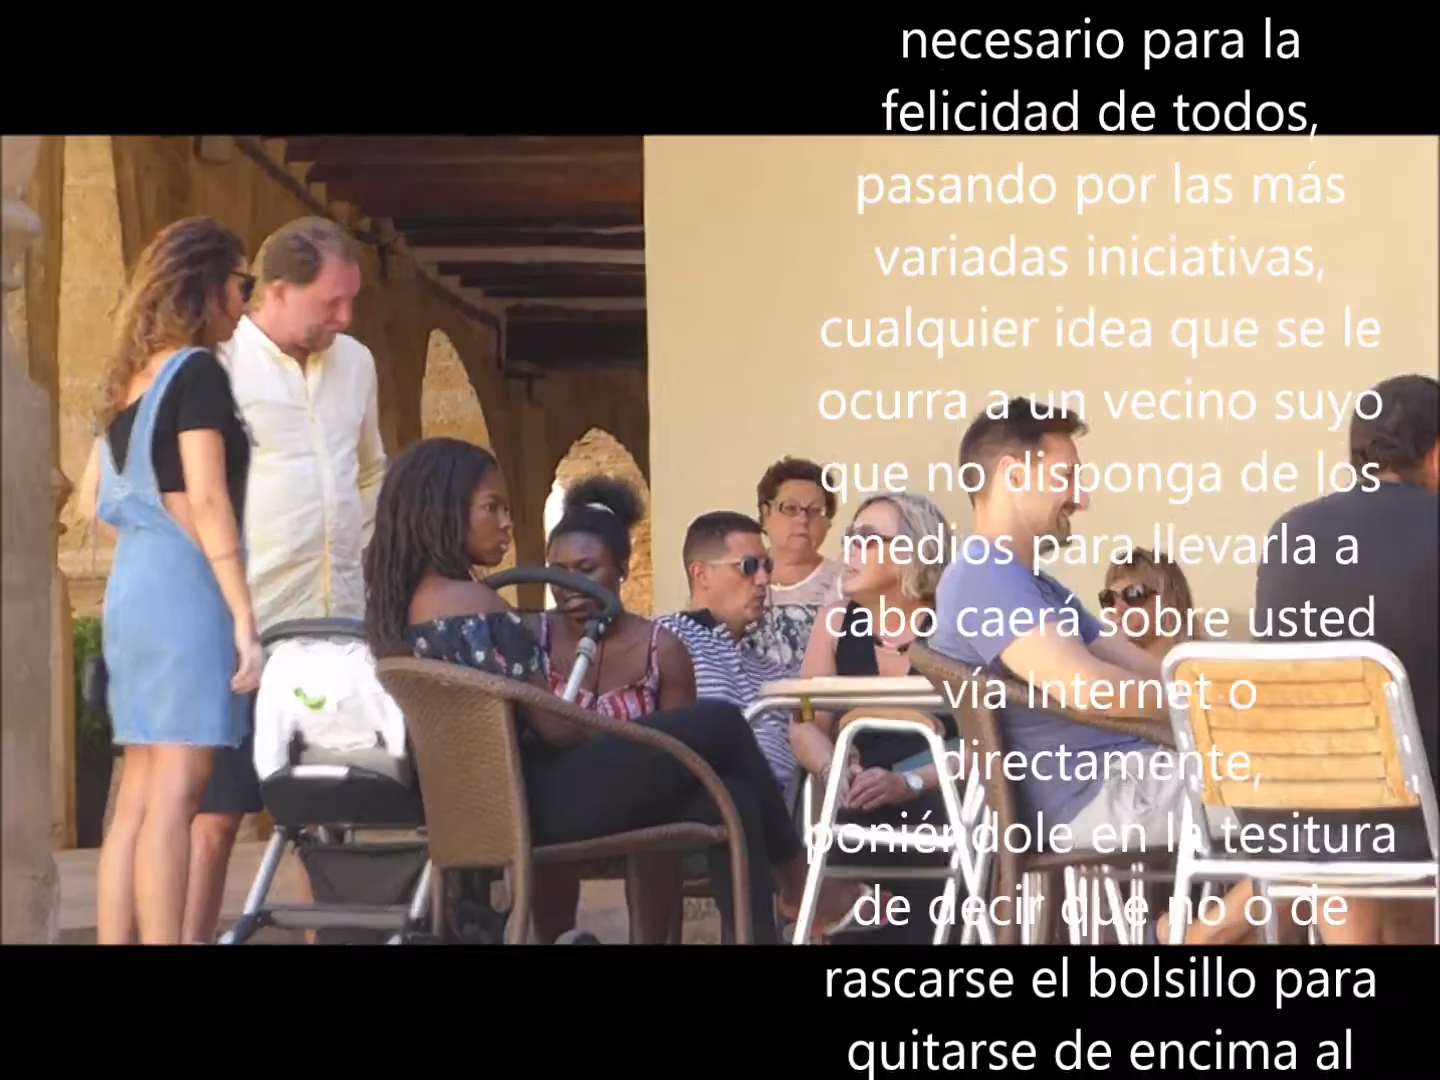 necesario para la
felicidad de todos,
pasando por las más
variadas iniciativas,
cualquier idea que se le
ocurra a un vecino suyo
que no disponga de los
medios para llevarla a
cabo caerá sobre usted
vía Internet o
directamente,
poniéndole en la tesitura
de decir que no o de
rascarse el bolsillo para
quitarse de encima al